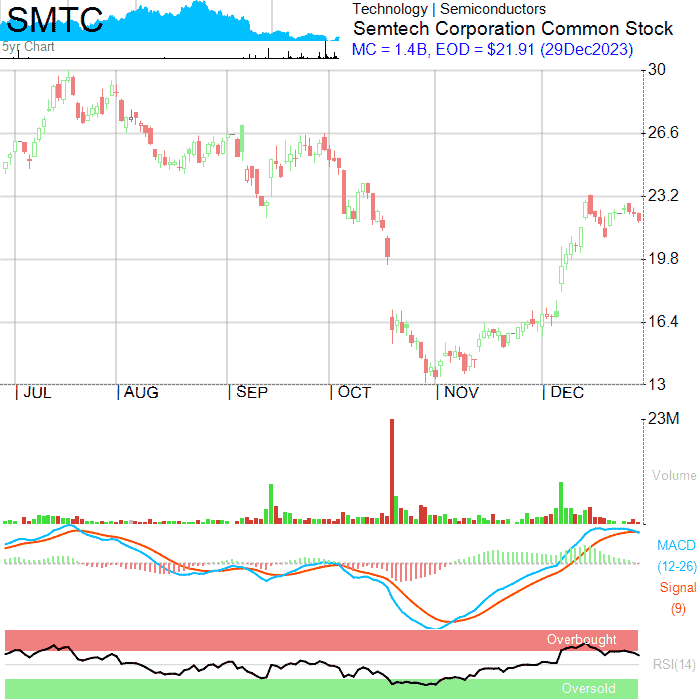 SMTC
5yr Chart
Technology | Semiconductors
Semtech Corporation Common Stock
MC = 1.4B, EOD = $21.91 (29Dec2023)
30
26.6
23.2
19.8
16.4
13
JUL AUG SEP OCT NOV DEC
23M
Volume
MACD
(12-26)
Signal
(9)
Overbought
RSI(14)
Oversold